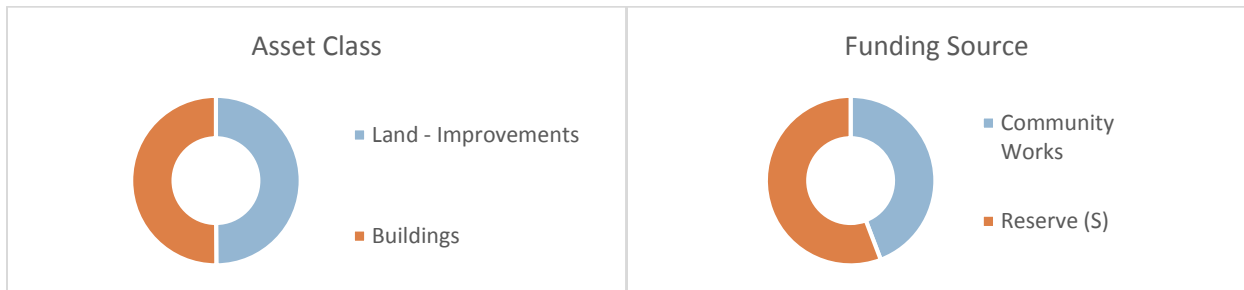 Asset Class
Land - Improvements
Buildings
Funding Source
Community
Works
Reserve (S)